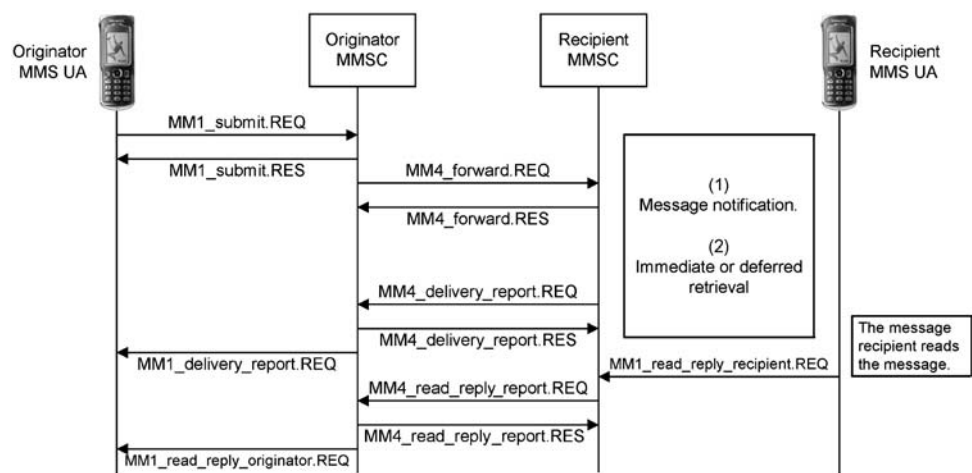 Originator
MMS UA
Originator
MMSC
Recipient
MMSC
Recipient
MMS UA
MM1_submit.REQ
MM1_submit.RES
MM4_forward.REQ
MM4_forward.RES
(1)
Message notification.
(2)
Immediate or deferred
retrieval
MM4_delivery_report.REQ
MM4_delivery_report.RES
MM1_delivery_report.REQ
The message
recipient reads
the message.
MM1_read_reply_recipient.REQ
MM4_read_reply_report.REQ
MM4_read_reply_report.RES
MM1_read_reply_originator.REQ